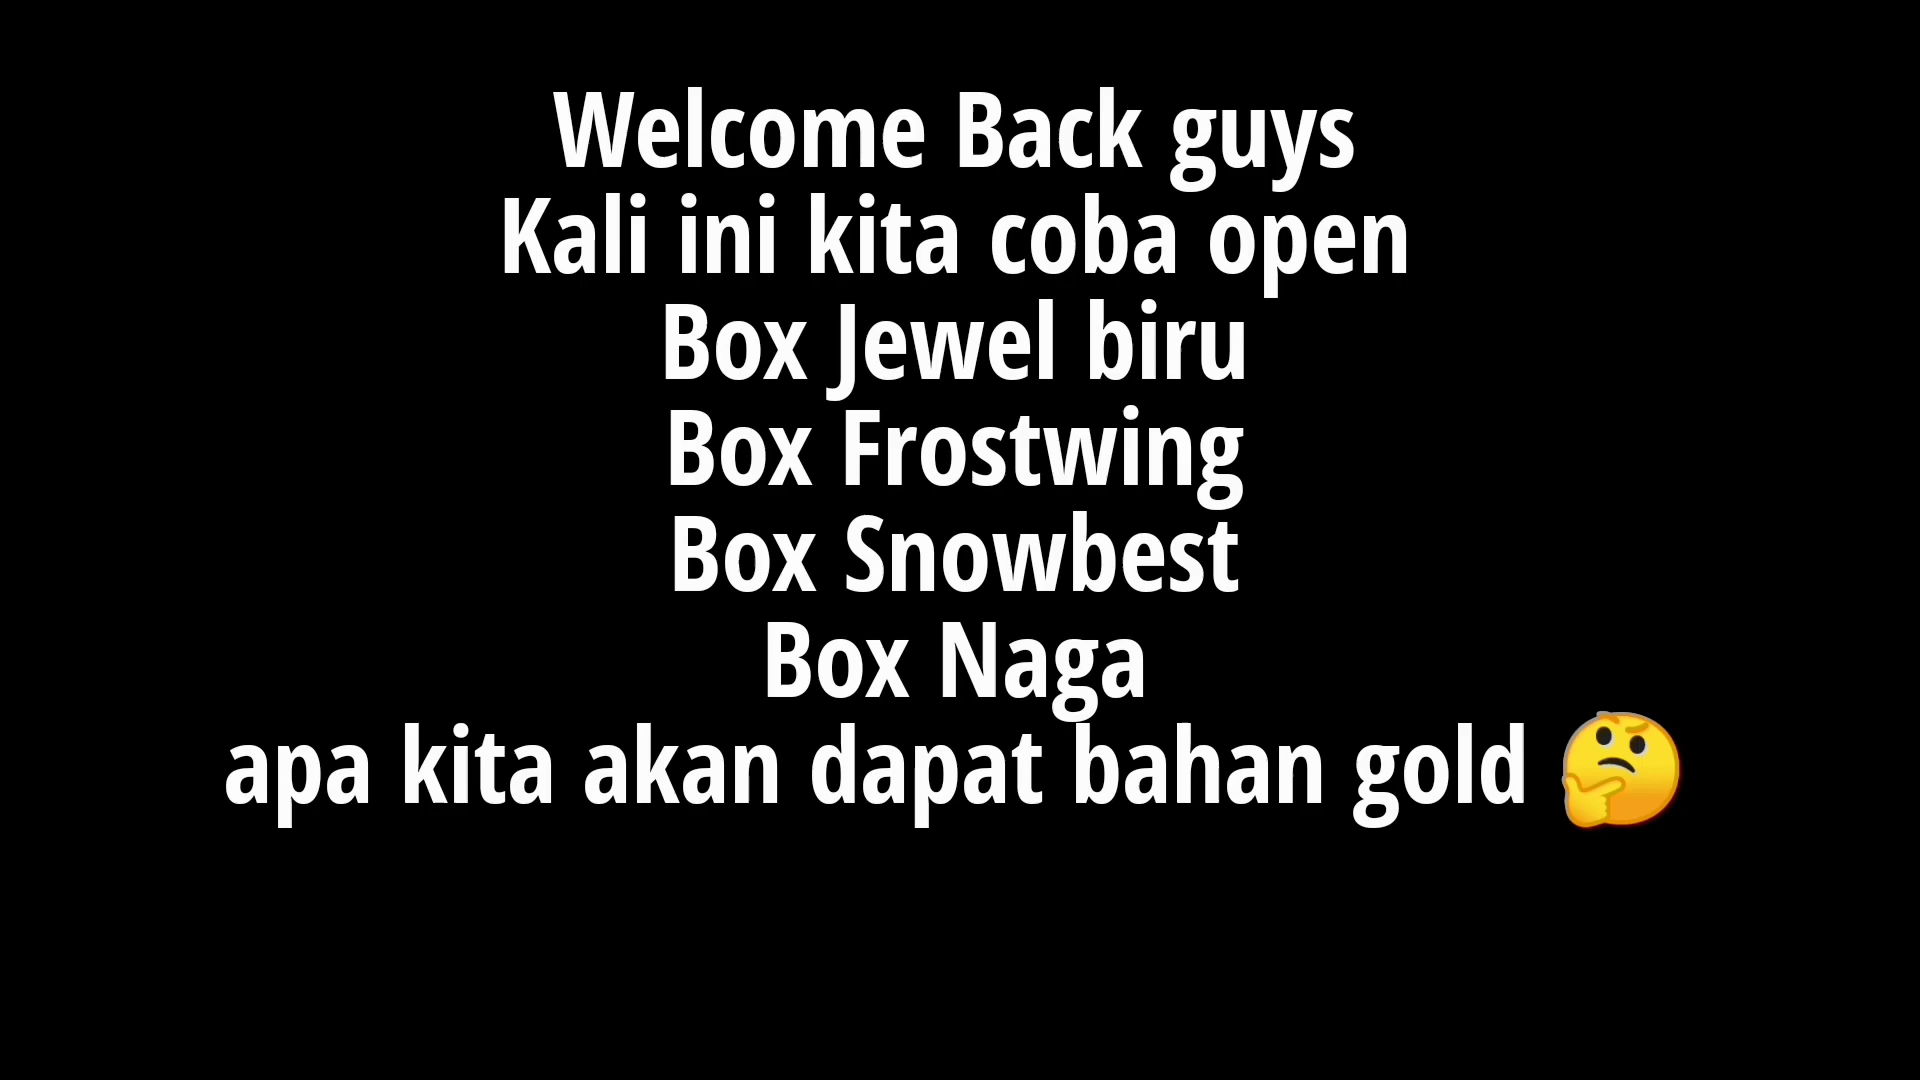 Welcome Back guys
Kali ini kita coba open
Box Jewel biru
Box Frostwing
Box Snowbest
Box Naga
apa kita akan dapat bahan gold 🤔